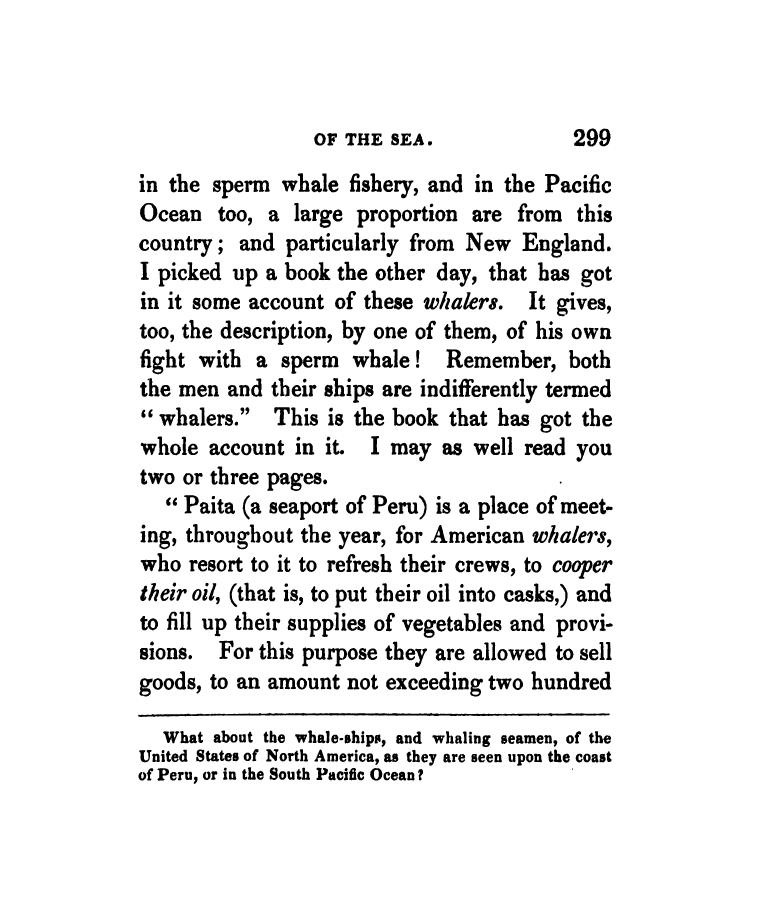 OF THE SEA. 299
in the sperm whale fishery, and in the Pacific
Ocean too, a large proportion are from this
country; and particularly from New England.
I picked up a book the other day, that has got
in it some account of these whalers. It gives,
too, the description, by one of them, of his own
fight with a sperm whale! Remember, both
the men and their ships are indifferently termed
“whalers.” This is the book that has got the
whole account in it. I may as well read you
two or three pages.
“Paita (a seaport of Peru) is a place of meet-
ing, throughout the year, for American whalers,
who resort to it to refresh their crews, to cooper
their oil, (that is, to put their oil into casks,) and
to fill up their supplies of vegetables and provi-
sions. For this purpose they are allowed to sell
goods, to an amount not exceeding two hundred
What about the whale-ships, and whaling seamen, of the
United States of North America, as they are seen upon the coast
of Peru, or in the South Pacific Ocean?